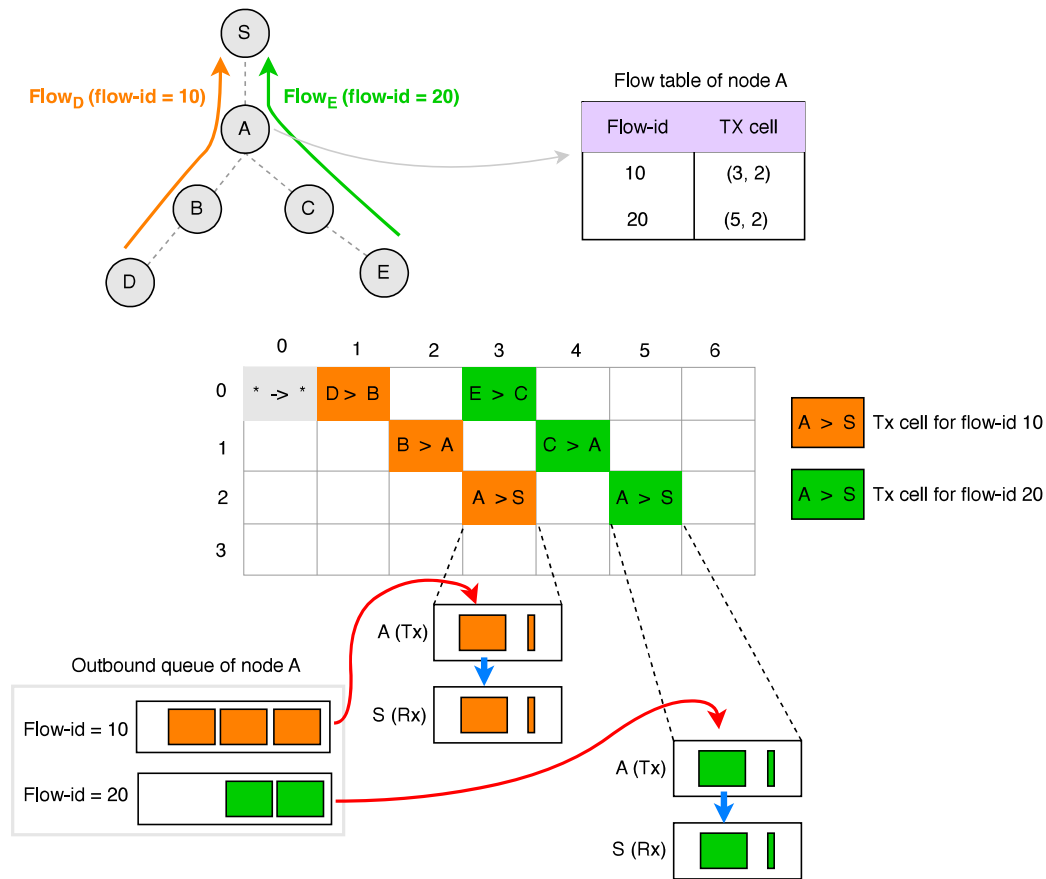 S
Flow_D (flow-id = 10)
Flow_E (flow-id = 20)
A
B
C
D
E
Flow table of node A
Flow-id TX cell
10 (3, 2)
20 (5, 2)
0 1 2 3 4 5 6
0 * -> * D > B E > C
1 B > A C > A
2 A > S A > S
3
A > S Tx cell for flow-id 10
A > S Tx cell for flow-id 20
A (Tx)
S (Rx)
Outbound queue of node A
Flow-id = 10
Flow-id = 20
A (Tx)
S (Rx)